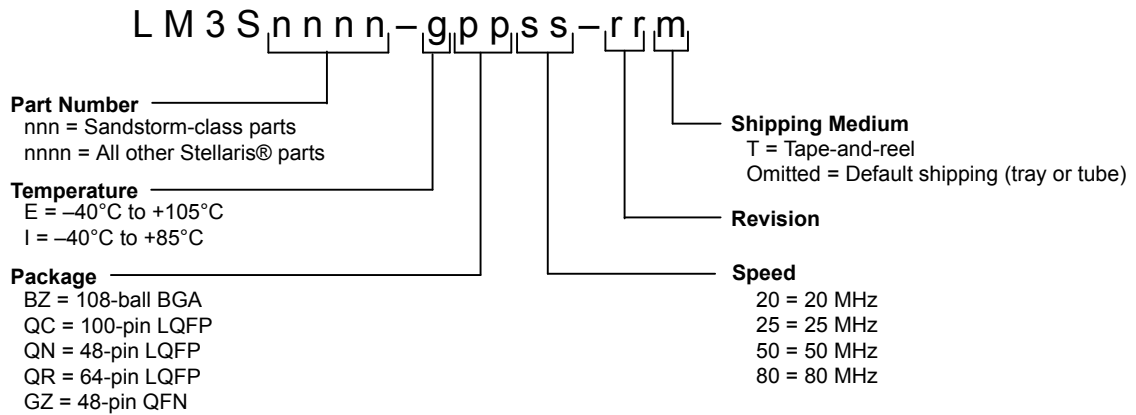 L M 3 S n n n n – g p p s s – r r m
Part Number
nnn = Sandstorm-class parts
nnnn = All other Stellaris® parts
Temperature
E = –40°C to +105°C
I = –40°C to +85°C
Package
BZ = 108-ball BGA
QC = 100-pin LQFP
QN = 48-pin LQFP
QR = 64-pin LQFP
GZ = 48-pin QFN
Shipping Medium
T = Tape-and-reel
Omitted = Default shipping (tray or tube)
Revision
Speed
20 = 20 MHz
25 = 25 MHz
50 = 50 MHz
80 = 80 MHz